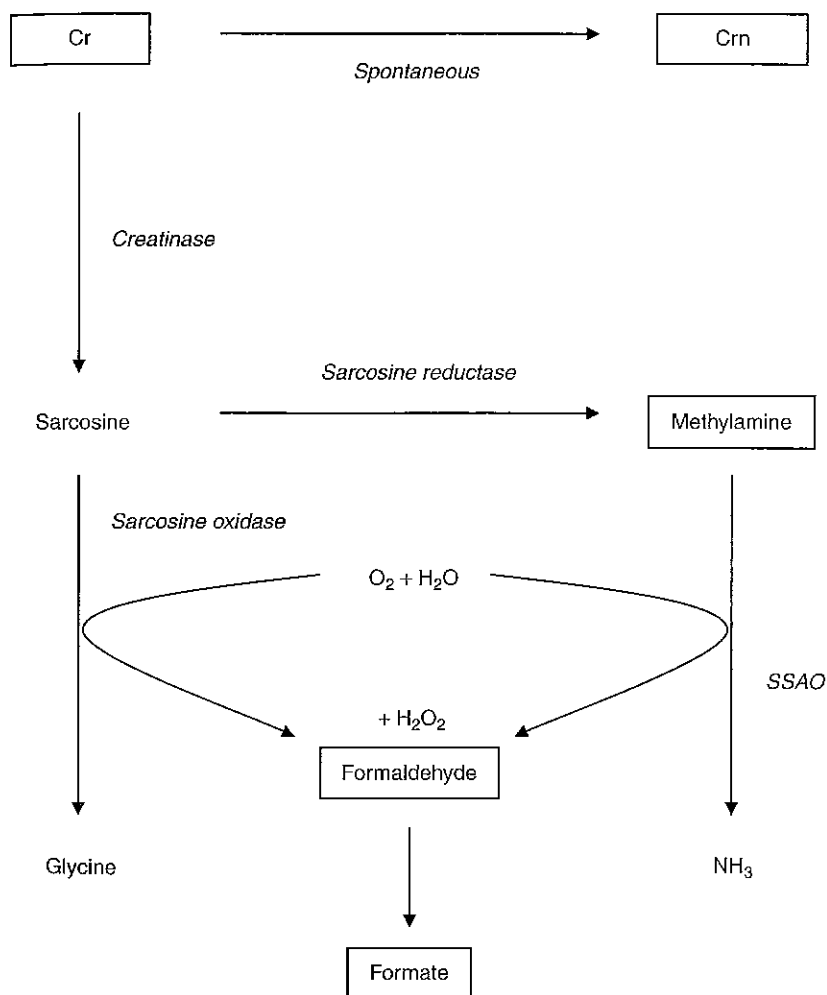 Cr
Crn
Spontaneous
Creatinase
Sarcosine reductase
Sarcosine
Methylamine
Sarcosine oxidase
O₂ + H₂O
SSAO
+ H₂O₂
Formaldehyde
Glycine
NH₃
Formate